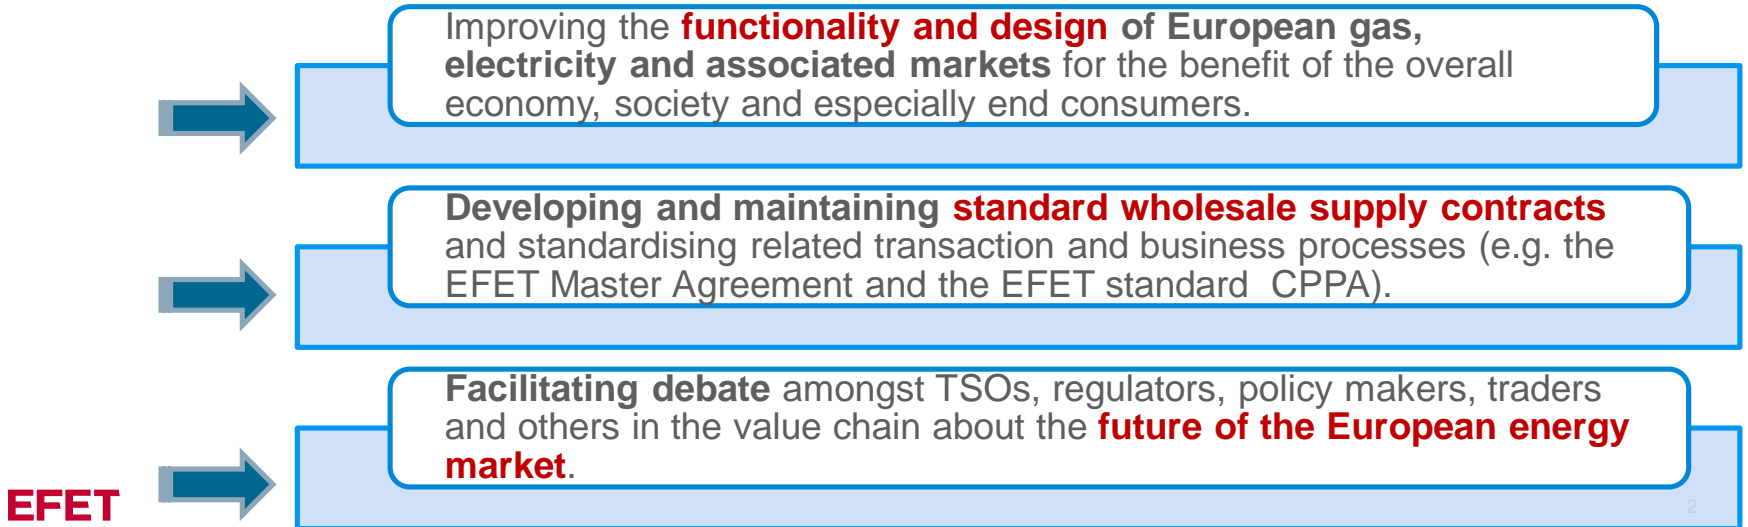 Improving the functionality and design of European gas,
electricity and associated markets for the benefit of the overall
economy, society and especially end consumers.
Developing and maintaining standard wholesale supply contracts
and standardising related transaction and business processes (e.g. the
EFET Master Agreement and the EFET standard  CPPA).
Facilitating debate amongst TSOs, regulators, policy makers, traders
and others in the value chain about the future of the European energy
market.
EFET
2